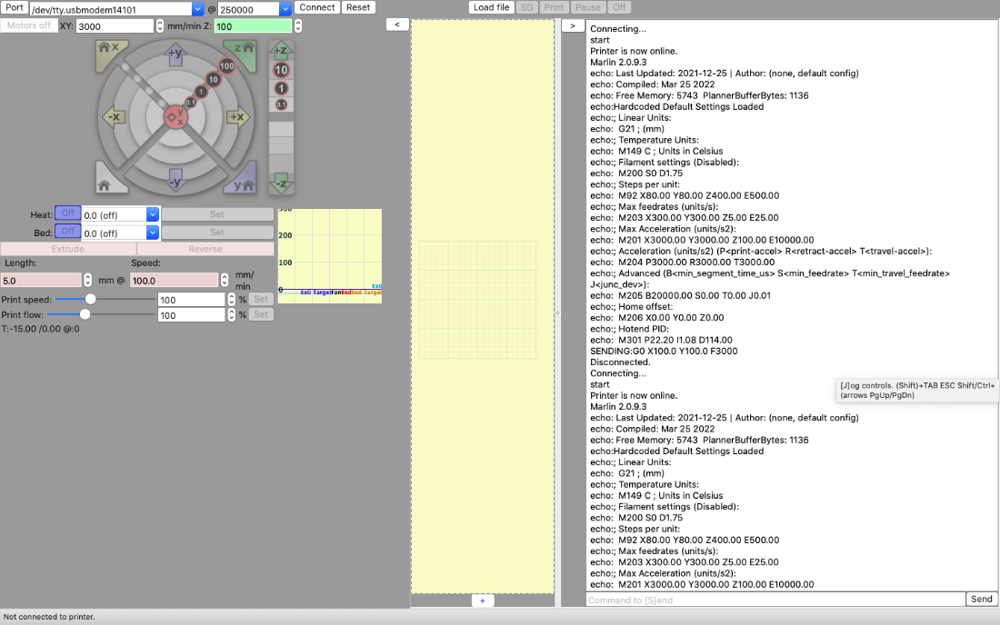 Port /dev/tty.usbmodem14101 @ 250000 Connect Reset Load file SD Print Pause Off
Motors off XY: 3000 mm/min Z: 100 < >
x +y z +z
100 10
10 1
1 0.1
0.1
-x y x +x
-y y -z
Heat: Off 0.0 (off) Set
Bed: Off 0.0 (off) Set
Extrude Reverse
Length: Speed:
5.0 mm @ 100.0 mm/
min
Print speed: 100 % Set
Print flow: 100 % Set
T:-15.00 /0.00 @:0
300
200
100
0
Ex0
Ex0 Target Fan Bed Bed Target
Connecting...
start
Printer is now online.
Marlin 2.0.9.3
echo: Last Updated: 2021-12-25 | Author: (none, default config)
echo: Compiled: Mar 25 2022
echo: Free Memory: 5743  PlannerBufferBytes: 1136
echo:Hardcoded Default Settings Loaded
echo:; Linear Units:
echo:  G21 ; (mm)
echo:; Temperature Units:
echo:  M149 C ; Units in Celsius
echo:; Filament settings (Disabled):
echo:  M200 S0 D1.75
echo:; Steps per unit:
echo:  M92 X80.00 Y80.00 Z400.00 E500.00
echo:; Max feedrates (units/s):
echo:  M203 X300.00 Y300.00 Z5.00 E25.00
echo:; Max Acceleration (units/s2):
echo:  M201 X3000.00 Y3000.00 Z100.00 E10000.00
echo:; Acceleration (units/s2) (P<print-accel> R<retract-accel> T<travel-accel>):
echo:  M204 P3000.00 R3000.00 T3000.00
echo:; Advanced (B<min_segment_time_us> S<min_feedrate> T<min_travel_feedrate>
J<junc_dev>):
echo:  M205 B20000.00 S0.00 T0.00 J0.01
echo:; Home offset:
echo:  M206 X0.00 Y0.00 Z0.00
echo:; Hotend PID:
echo:  M301 P22.20 I1.08 D114.00
SENDING:G0 X100.0 Y100.0 F3000
Disconnected.
Connecting...
start
Printer is now online.
Marlin 2.0.9.3
echo: Last Updated: 2021-12-25 | Author: (none, default config)
echo: Compiled: Mar 25 2022
echo: Free Memory: 5743  PlannerBufferBytes: 1136
echo:Hardcoded Default Settings Loaded
echo:; Linear Units:
echo:  G21 ; (mm)
echo:; Temperature Units:
echo:  M149 C ; Units in Celsius
echo:; Filament settings (Disabled):
echo:  M200 S0 D1.75
echo:; Steps per unit:
echo:  M92 X80.00 Y80.00 Z400.00 E500.00
echo:; Max feedrates (units/s):
echo:  M203 X300.00 Y300.00 Z5.00 E25.00
echo:; Max Acceleration (units/s2):
echo:  M201 X3000.00 Y3000.00 Z100.00 E10000.00
[J]og controls. (Shift)+TAB ESC Shift/Ctrl+
(arrows PgUp/PgDn)
+
Command to [S]end Send
Not connected to printer.